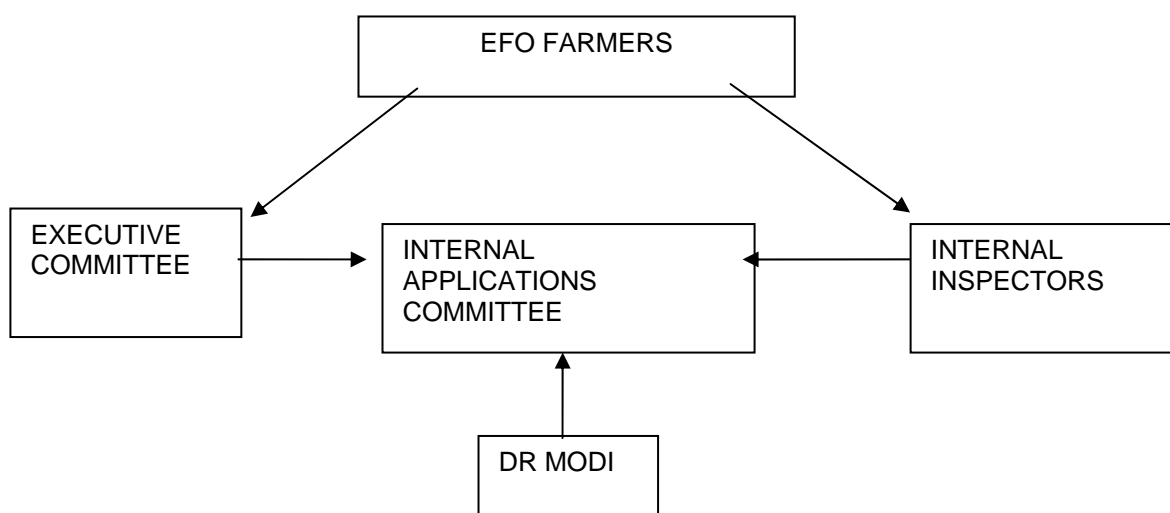 EFO FARMERS
EXECUTIVE
COMMITTEE
INTERNAL
APPLICATIONS
COMMITTEE
INTERNAL
INSPECTORS
DR MODI